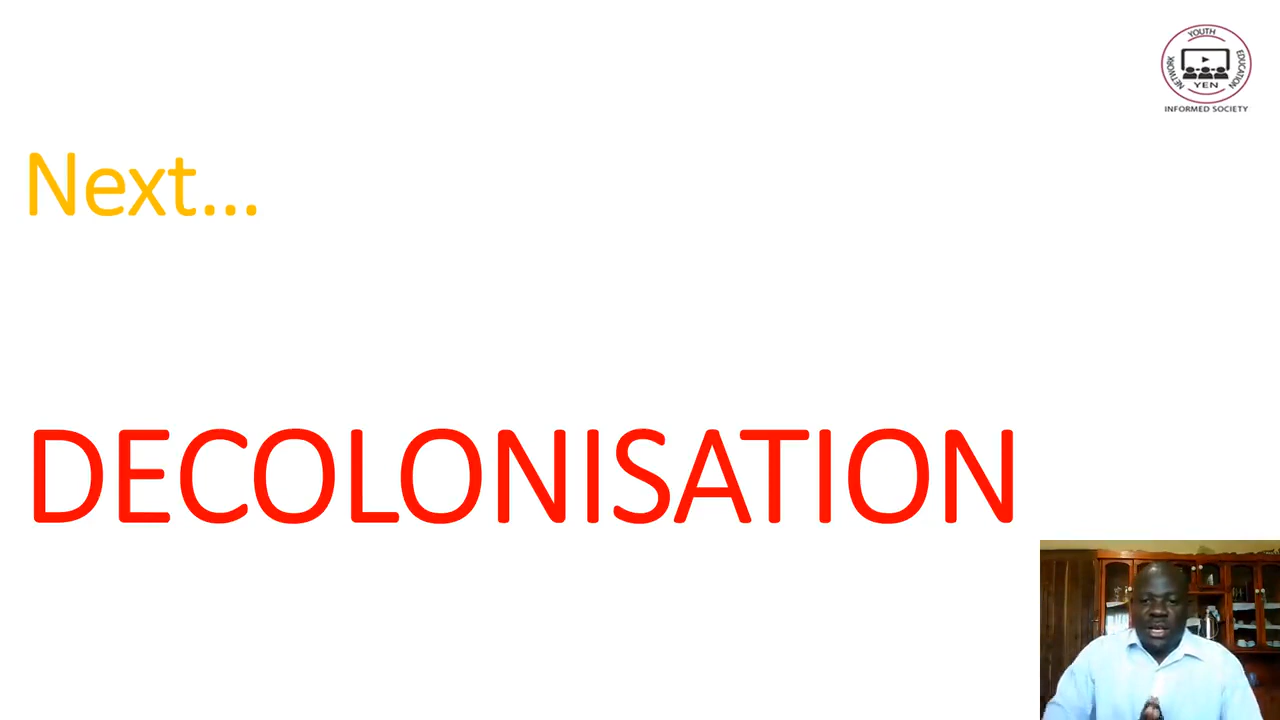 YOUTH
EDUCATION
NETWORK
YEN
INFORMED SOCIETY
Next...
DECOLONISATION